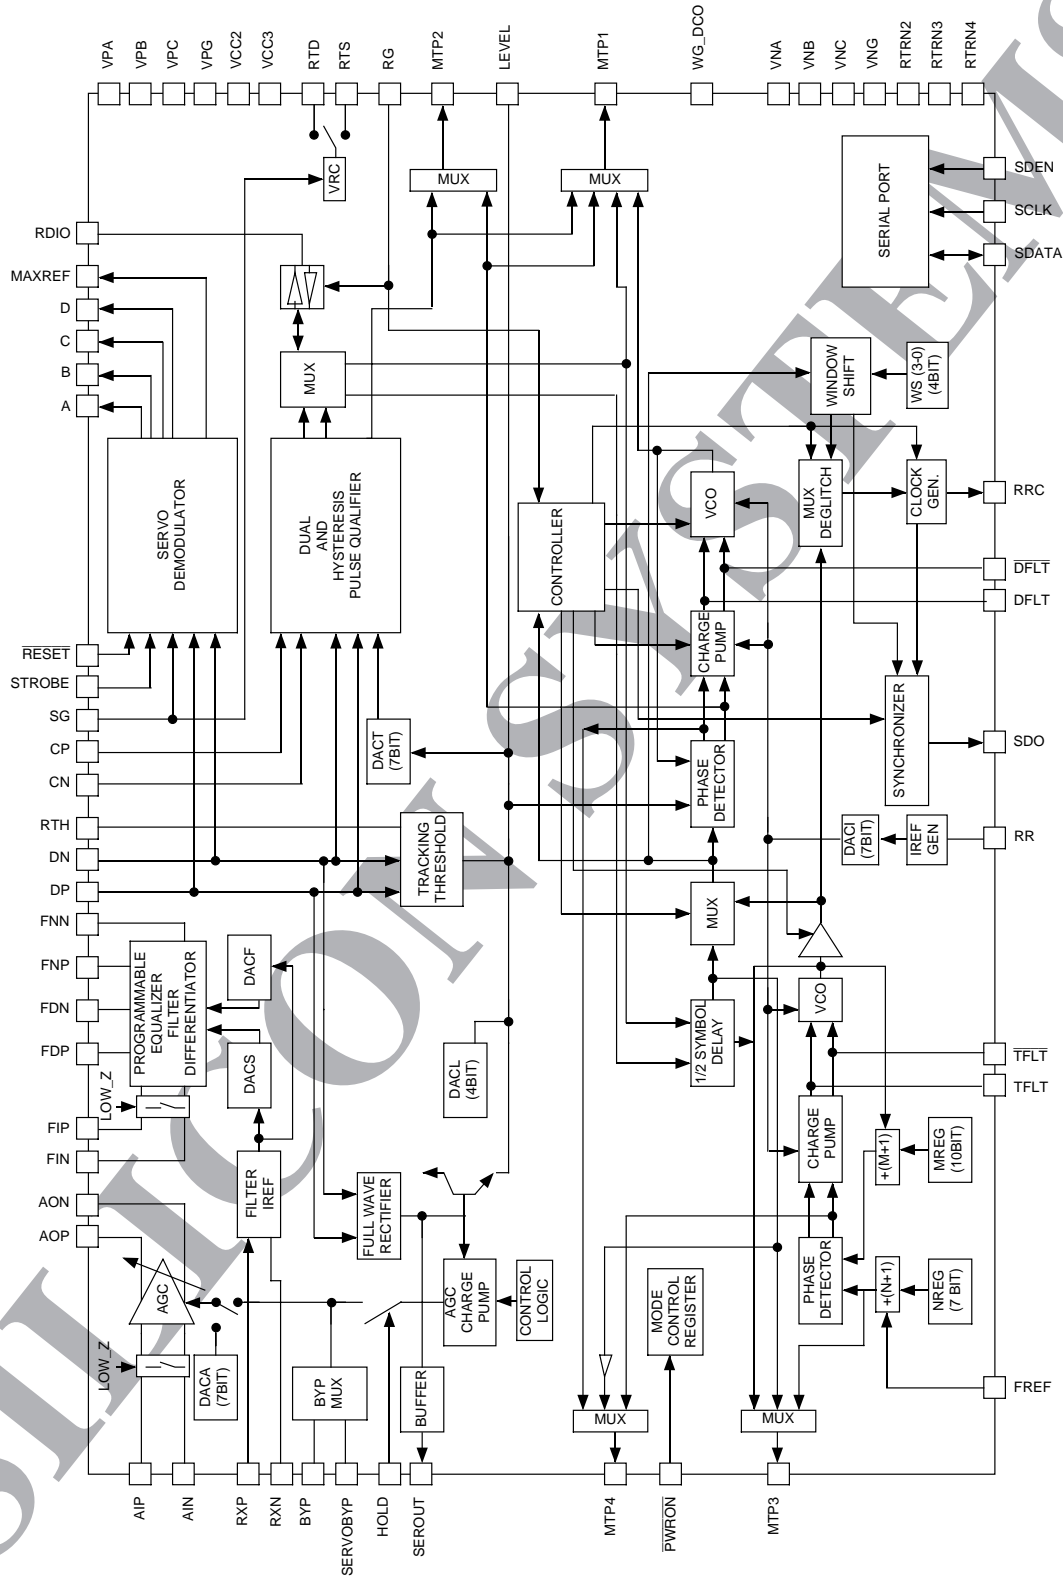 VPA
VPB
VPC
VPG
VCC2
VCC3
RTD
RTS
RG
MTP2
LEVEL
MTP1
WG_DCO
VNA
VNB
VNC
VNG
RTRN2
RTRN3
RTRN4
RDIO
MAXREF
D
C
B
A
RESET
STROBE
SG
CP
CN
RTH
DN
DP
FNN
FNP
FDN
FDP
FIP
FIN
AON
AOP
SDEN
SCLK
SDATA
RRC
DFLT
DFLT
SDO
RR
TFLT
TFLT
FREF
AIP
AIN
RXP
RXN
BYP
SERVOBYP
HOLD
SEROUT
MTP4
PWRON
MTP3
VRC
MUX
MUX
SERIAL PORT
MUX
SERVO
DEMODULATOR
DUAL
AND
HYSTERESIS
PULSE QUALIFIER
CONTROLLER
VCO
WINDOW
SHIFT
WS (3-0)
(4BIT)
MUX
DEGLITCH
CLOCK
GEN.
CHARGE
PUMP
DACT
(7BIT)
PHASE
DETECTOR
SYNCHRONIZER
TRACKING
THRESHOLD
DACI
(7BIT)
IREF
GEN
MUX
PROGRAMMABLE
EQUALIZER
FILTER
DIFFERENTIATOR
DACF
DACS
DACL
(4BIT)
1/2 SYMBOL
DELAY
VCO
LOW_Z
FILTER
IREF
FULL WAVE
RECTIFIER
CHARGE
PUMP
+(M+1)
MREG
(10BIT)
AGC
AGC
CHARGE
PUMP
CONTROL
LOGIC
MODE
CONTROL
REGISTER
PHASE
DETECTOR
+(N+1)
NREG
(7 BIT)
LOW_Z
DACA
(7BIT)
BYP
MUX
BUFFER
MUX
MUX
SILICON SYSTEMS